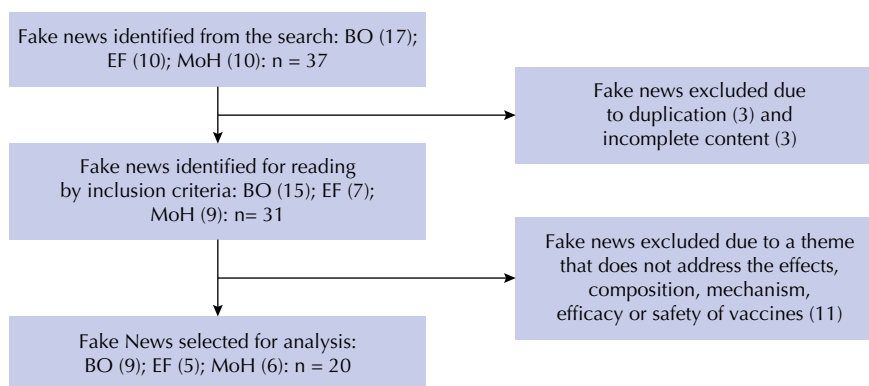 Fake news identified from the search: BO (17);
EF (10); MoH (10): n = 37
Fake news excluded due
to duplication (3) and
incomplete content (3)
Fake news identified for reading
by inclusion criteria: BO (15); EF (7);
MoH (9): n= 31
Fake news excluded due to a theme
that does not address the effects,
composition, mechanism,
efficacy or safety of vaccines (11)
Fake News selected for analysis:
BO (9); EF (5); MoH (6): n = 20